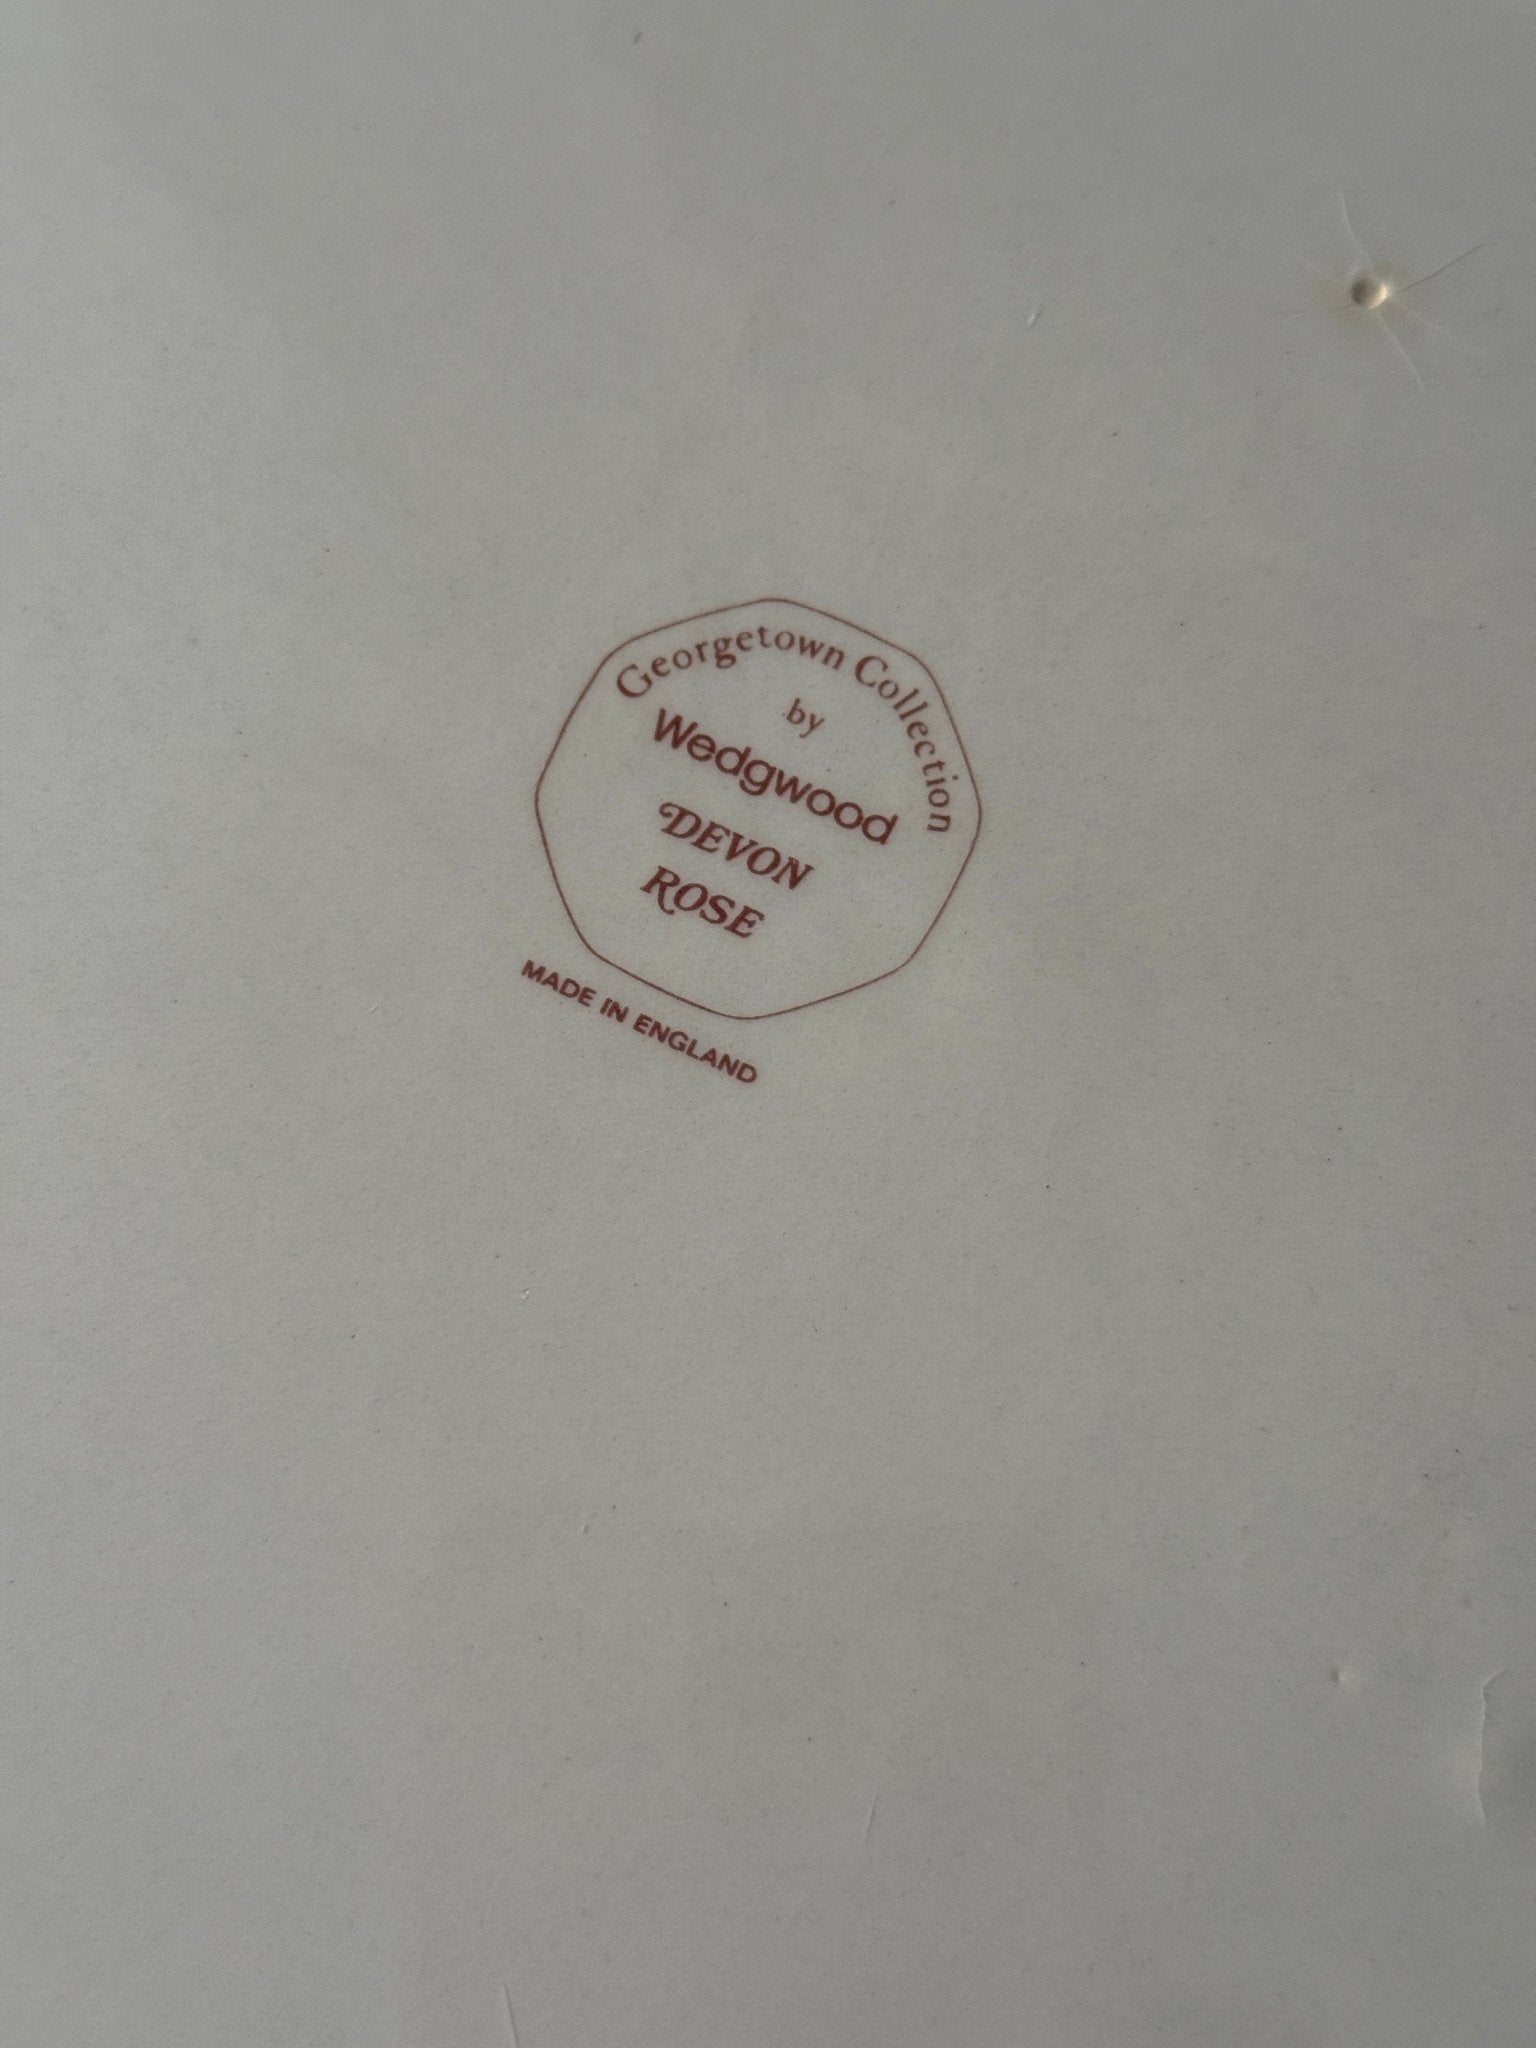 Georgetown Collection
by
Wedgwood
DEVON
ROSE
MADE IN ENGLAND